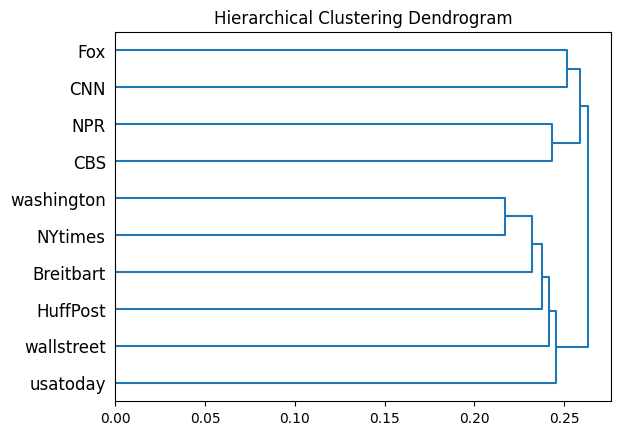 Hierarchical Clustering Dendrogram
Fox
CNN
NPR
CBS
washington
NYtimes
Breitbart
HuffPost
wallstreet
usatoday
0.00 0.05 0.10 0.15 0.20 0.25